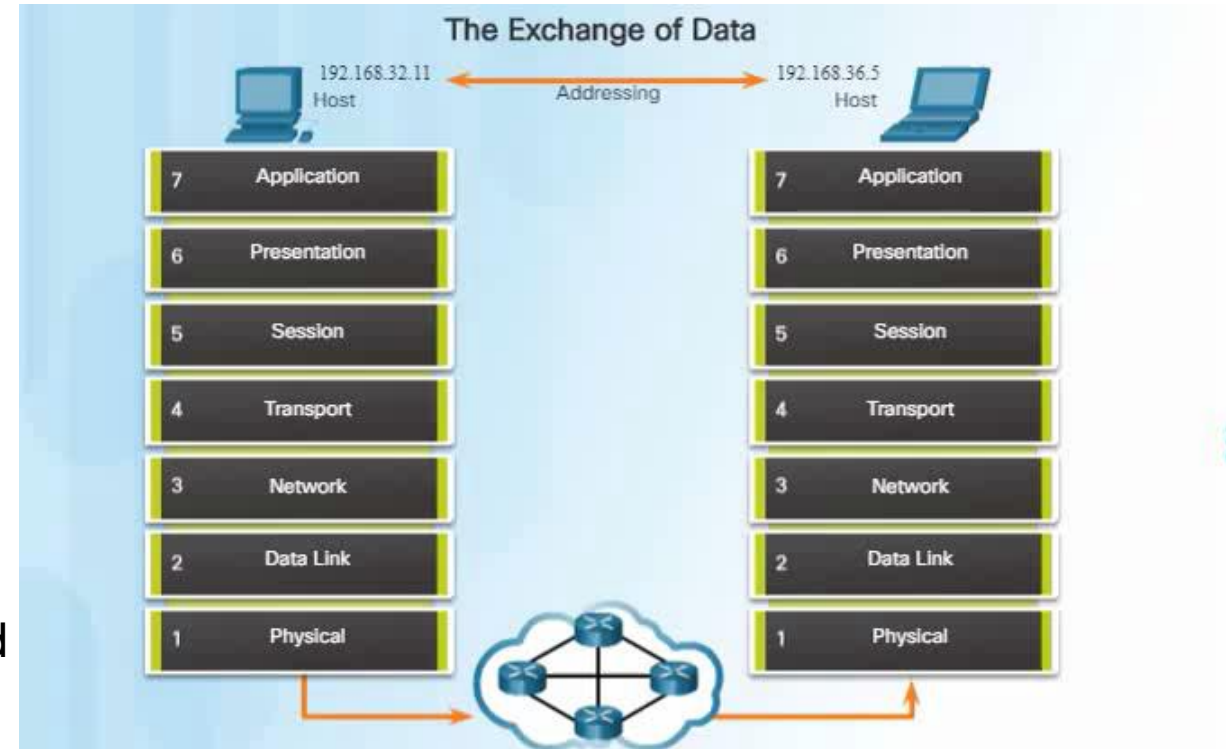 The Exchange of Data
192.168.32.11
Host
Addressing
192.168.36.5
Host
7 Application
6 Presentation
5 Session
4 Transport
3 Network
2 Data Link
1 Physical
7 Application
6 Presentation
5 Session
4 Transport
3 Network
2 Data Link
1 Physical